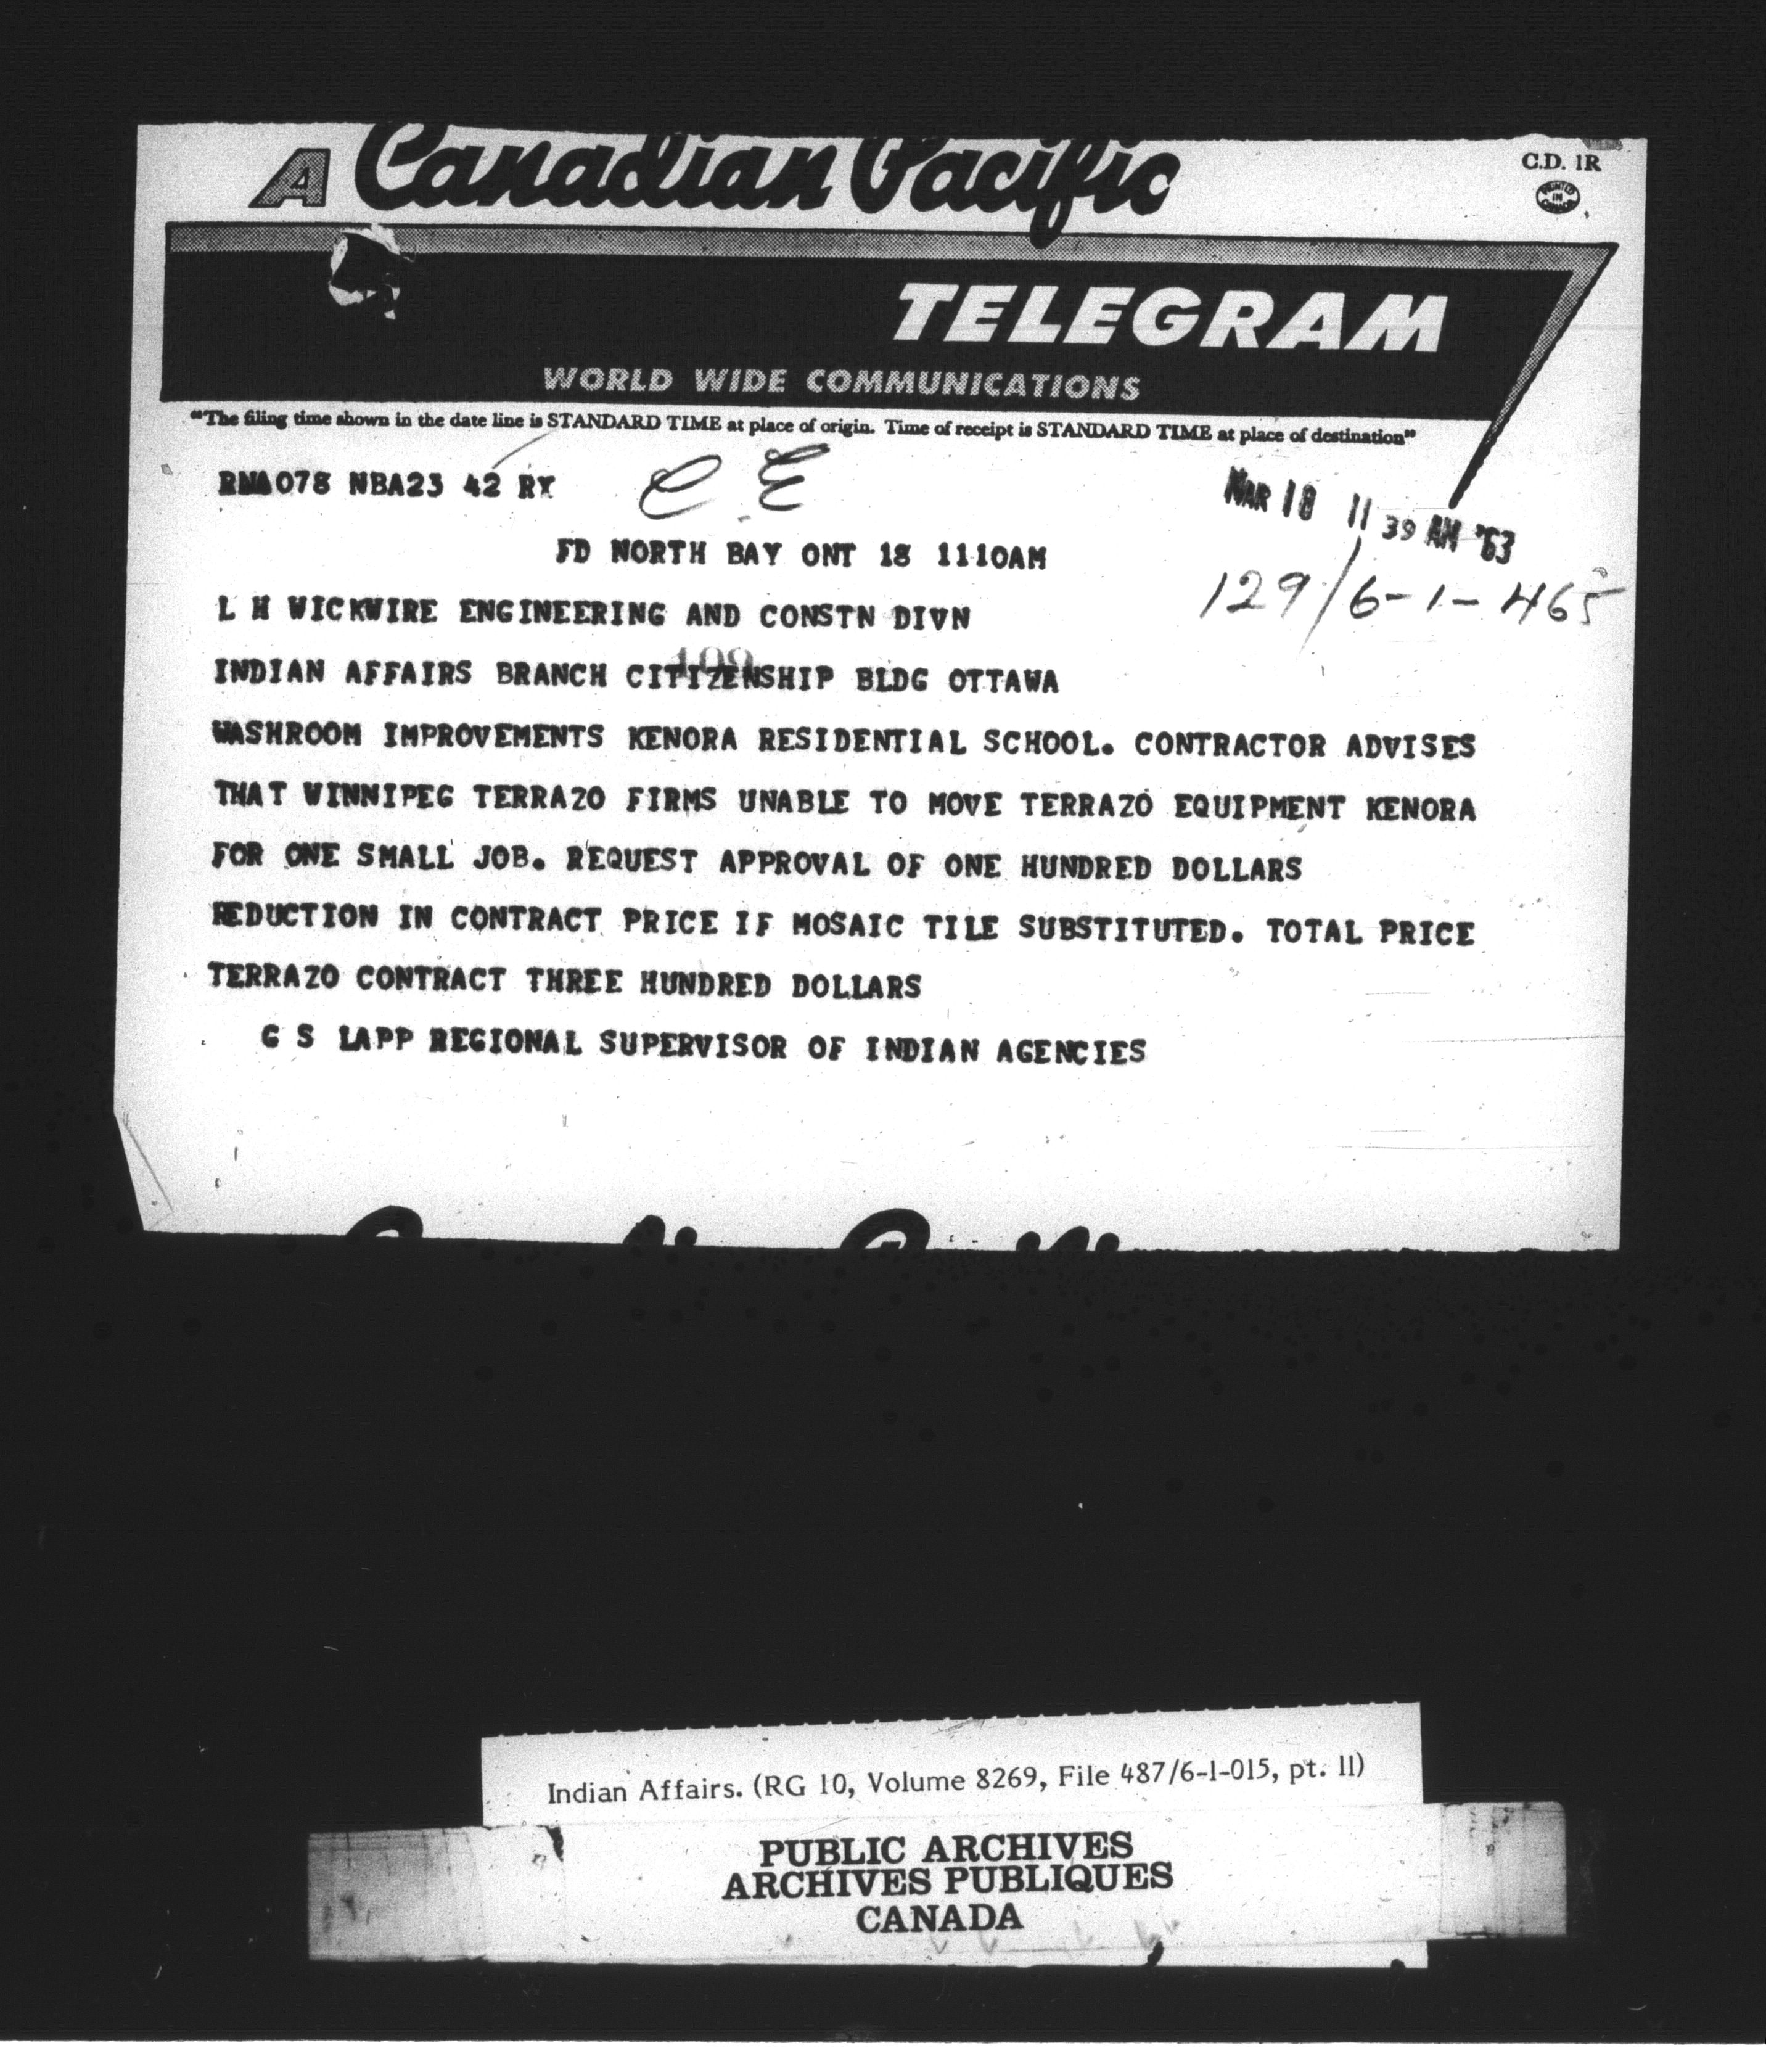 A Canadian Pacific
C.D. 1R
PRINTED IN CANADA
TELEGRAM
WORLD WIDE COMMUNICATIONS
"The filing time shown in the date line is STANDARD TIME at place of origin. Time of receipt is STANDARD TIME at place of destination"
RNA078 NBA23 42 RX
C E
MAR 18 11 39 AM '63
FD NORTH BAY ONT 18 1110AM
129/6-1-465
L H WICKWIRE ENGINEERING AND CONSTN DIVN
INDIAN AFFAIRS BRANCH CITIZENSHIP BLDG OTTAWA
WASHROOM IMPROVEMENTS KENORA RESIDENTIAL SCHOOL. CONTRACTOR ADVISES
THAT WINNIPEG TERRAZO FIRMS UNABLE TO MOVE TERRAZO EQUIPMENT KENORA
FOR ONE SMALL JOB. REQUEST APPROVAL OF ONE HUNDRED DOLLARS
REDUCTION IN CONTRACT PRICE IF MOSAIC TILE SUBSTITUTED. TOTAL PRICE
TERRAZO CONTRACT THREE HUNDRED DOLLARS
G S LAPP REGIONAL SUPERVISOR OF INDIAN AGENCIES
Indian Affairs. (RG 10, Volume 8269, File 487/6-1-015, pt. 11)
PUBLIC ARCHIVES
ARCHIVES PUBLIQUES
CANADA